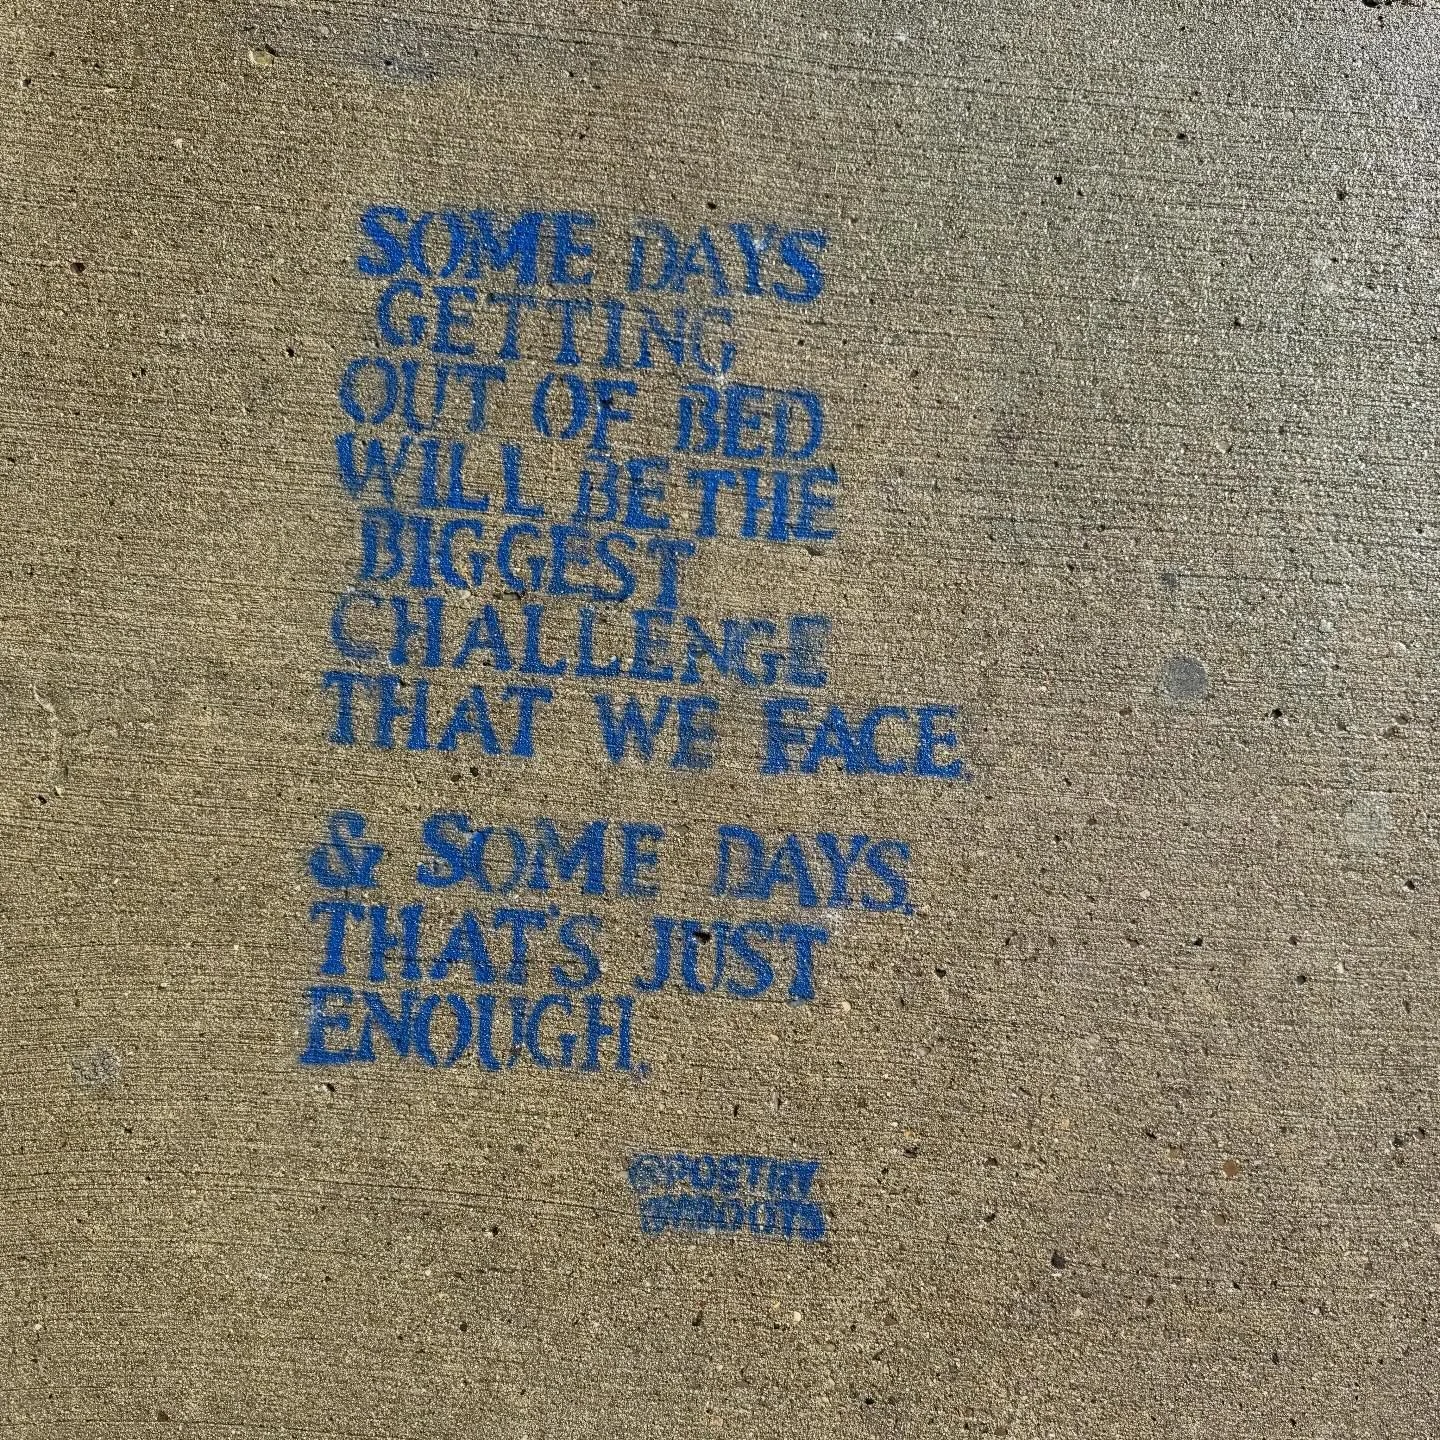 SOME DAYS
GETTING
OUT OF BED
WILL BE THE
BIGGEST
CHALLENGE
THAT WE FACE.
& SOME DAYS,
THAT'S JUST
ENOUGH.
@POETRY